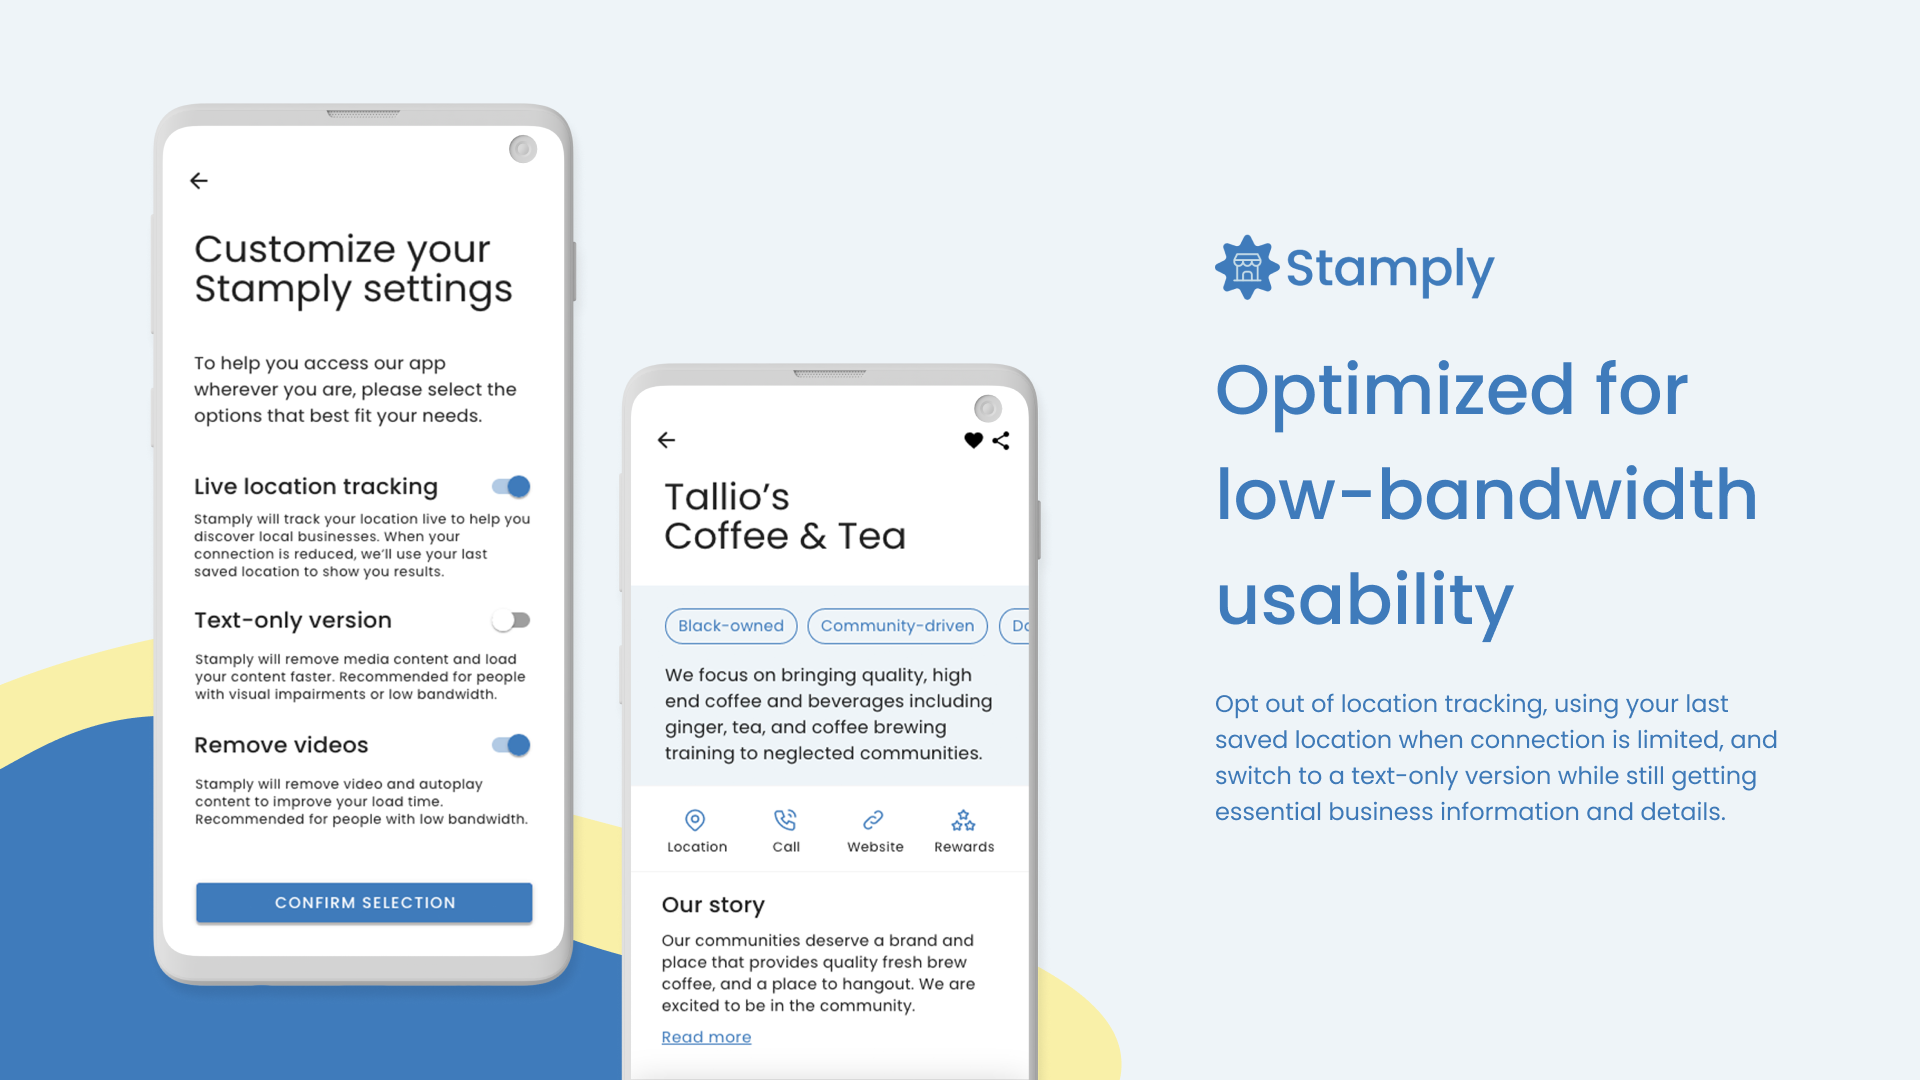 Customize your
Stamply settings
To help you access our app
wherever you are, please select the
options that best fit your needs.
Live location tracking
Stamply will track your location live to help you
discover local businesses. When your
connection is reduced, we'll use your last
saved location to show you results.
Text-only version
Stamply will remove media content and load
your content faster. Recommended for people
with visual impairments or low bandwidth.
Remove videos
Stamply will remove video and autoplay
content to improve your load time.
Recommended for people with low bandwidth.
CONFIRM SELECTION
Tallio's
Coffee & Tea
Black-owned
Community-driven
We focus on bringing quality, high
end coffee and beverages including
ginger, tea, and coffee brewing
training to neglected communities.
Location
Call
Website
Rewards
Our story
Our communities deserve a brand and
place that provides quality fresh brew
coffee, and a place to hangout. We are
excited to be in the community.
Read more
Stamply
Optimized for
low-bandwidth
usability
Opt out of location tracking, using your last
saved location when connection is limited, and
switch to a text-only version while still getting
essential business information and details.